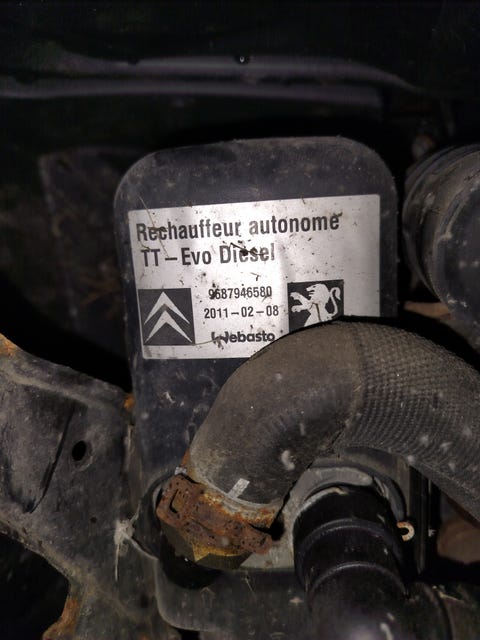 Rechauffeur autonome
TT-Evo Diesel
9687946580
2011-02-08
Webasto